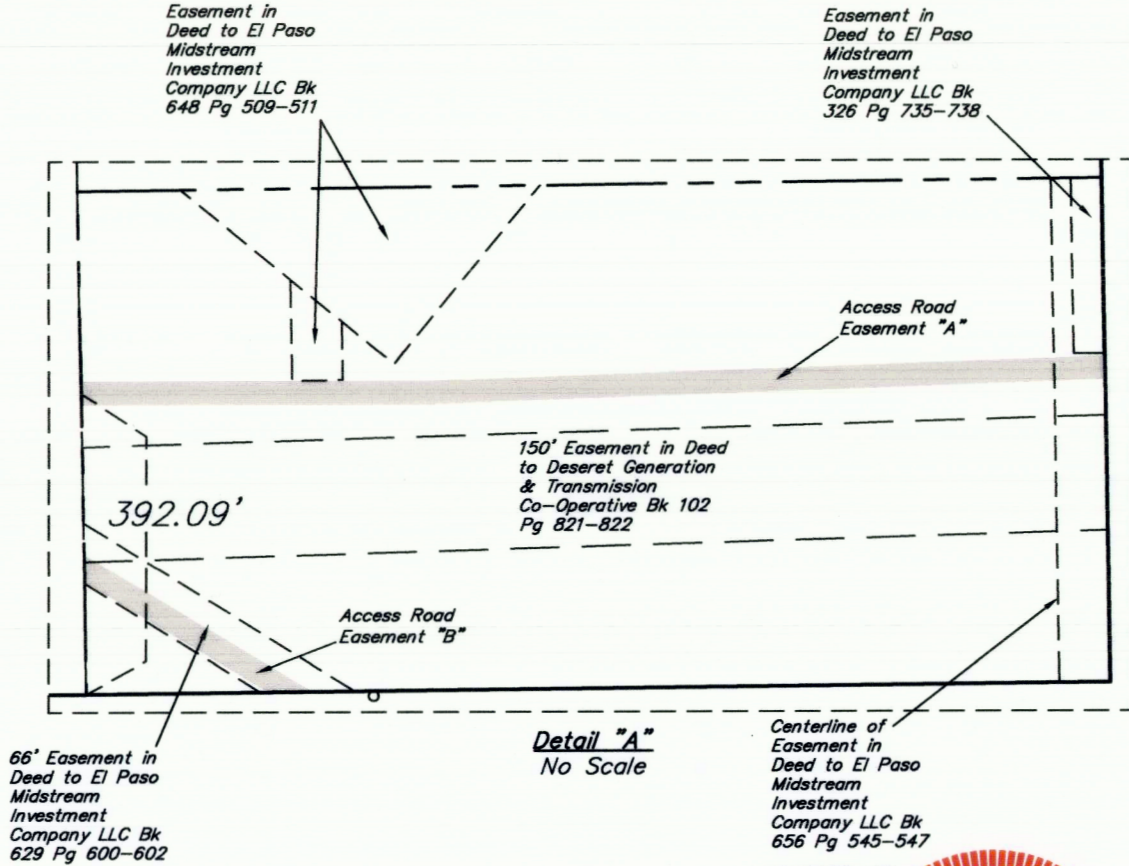 Easement in
Deed to El Paso
Midstream
Investment
Company LLC Bk
648 Pg 509-511
Easement in
Deed to El Paso
Midstream
Investment
Company LLC Bk
326 Pg 735-738
Access Road
Easement "A"
150' Easement in Deed
to Deseret Generation
& Transmission
Co-Operative Bk 102
Pg 821-822
392.09'
Access Road
Easement "B"
66' Easement in
Deed to El Paso
Midstream
Investment
Company LLC Bk
629 Pg 600-602
Detail "A"
No Scale
Centerline of
Easement in
Deed to El Paso
Midstream
Investment
Company LLC Bk
656 Pg 545-547